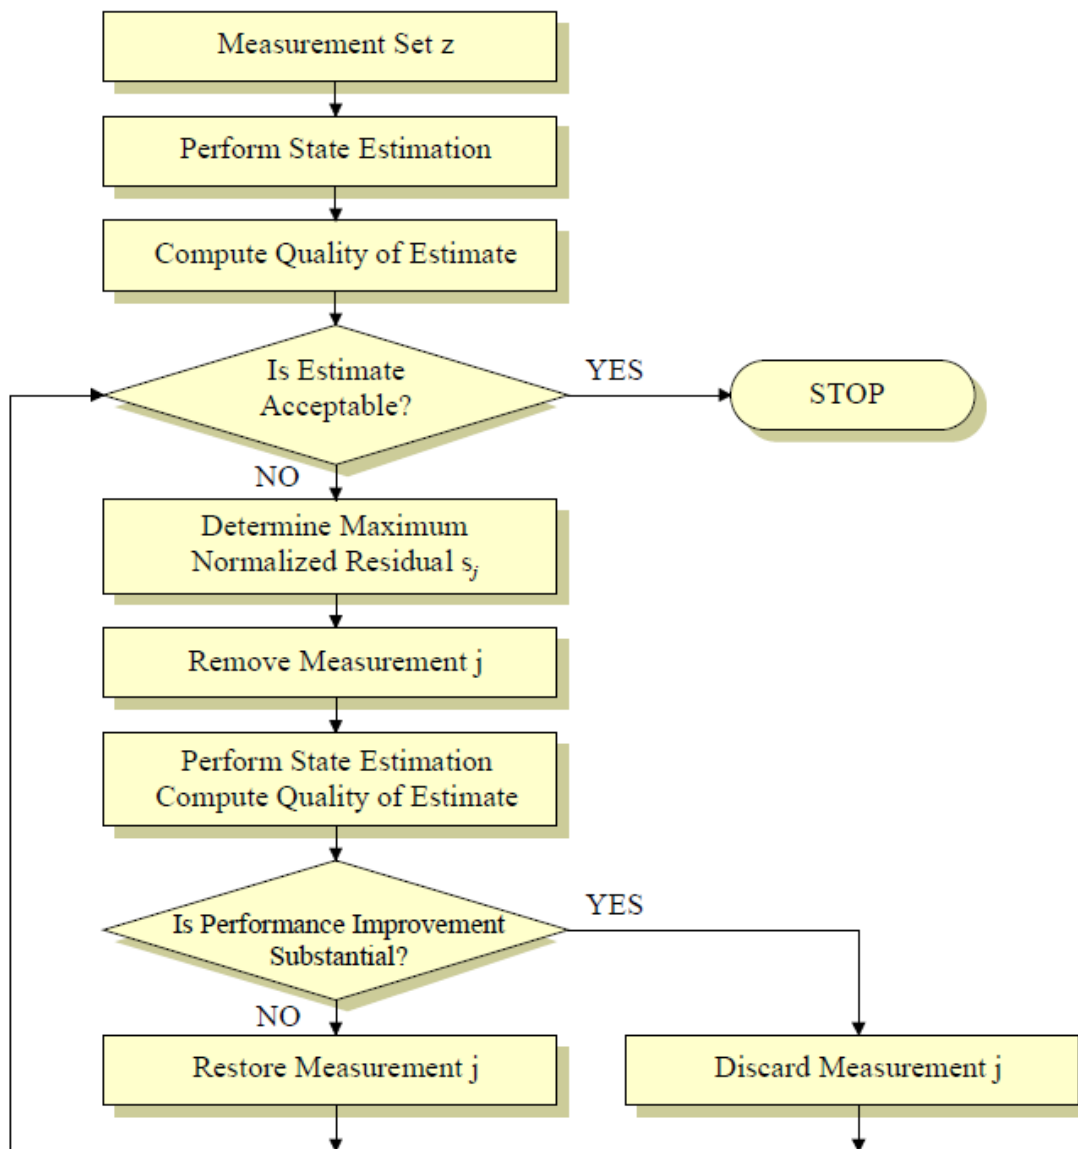 Measurement Set z
Perform State Estimation
Compute Quality of Estimate
Is Estimate
Acceptable?
YES
STOP
NO
Determine Maximum
Normalized Residual sj
Remove Measurement j
Perform State Estimation
Compute Quality of Estimate
Is Performance Improvement
Substantial?
YES
NO
Restore Measurement j
Discard Measurement j